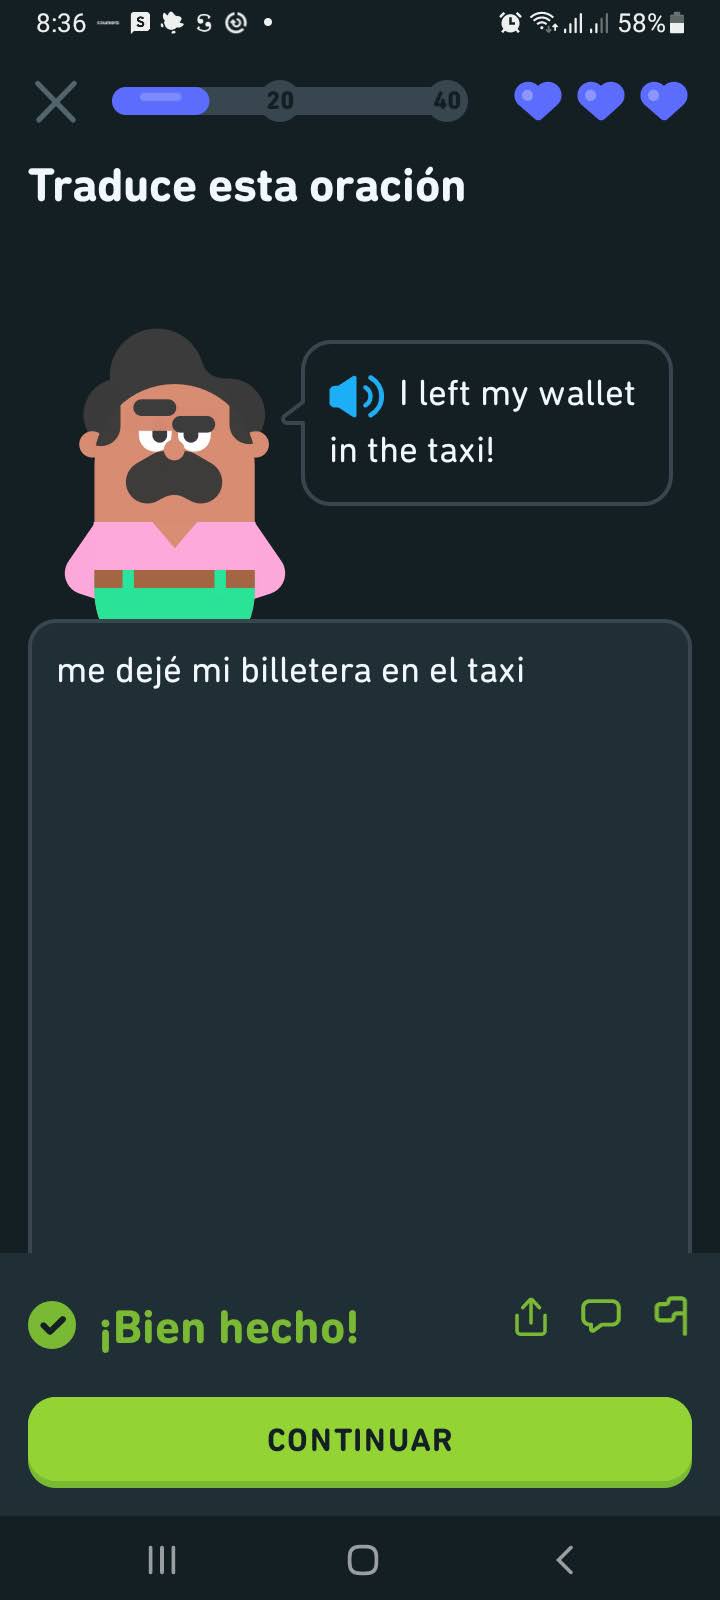 8:36
S
58%
20
40
Traduce esta oración
I left my wallet
in the taxi!
me dejé mi billetera en el taxi
¡Bien hecho!
CONTINUAR